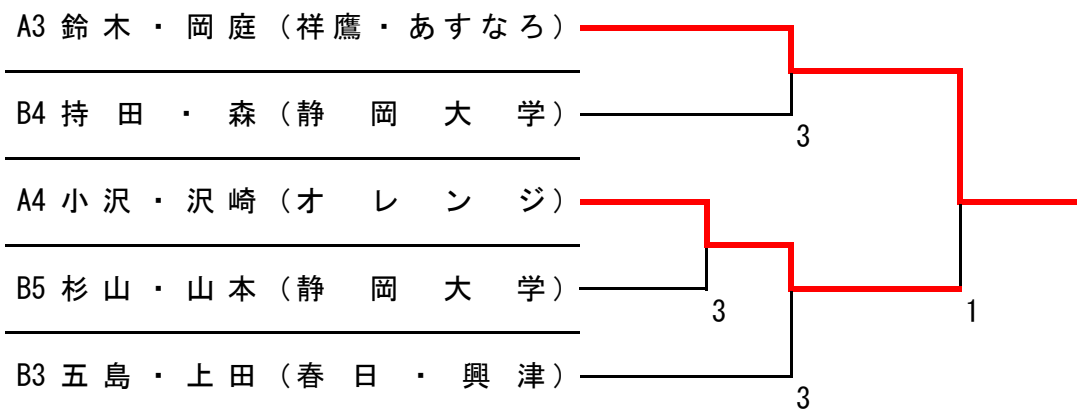 A3 鈴木・岡庭（祥鷹・あすなろ）
B4 持田・森（静岡大学）
3
A4 小沢・沢崎（オレンジ）
B5 杉山・山本（静岡大学）
3
1
B3 五島・上田（春日・興津）
3